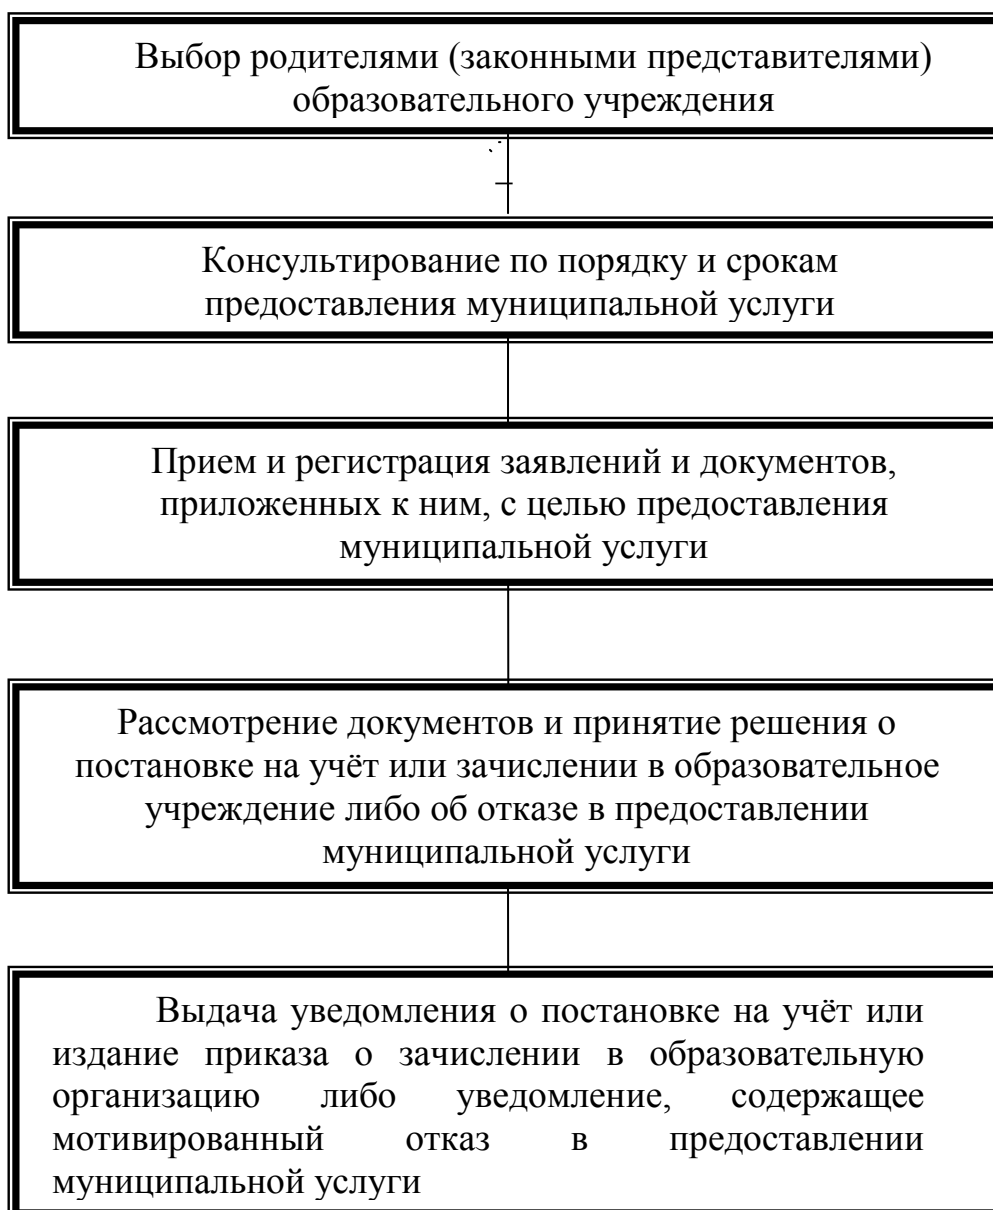 Выбор родителями (законными представителями)
образовательного учреждения
Консультирование по порядку и срокам
предоставления муниципальной услуги
Прием и регистрация заявлений и документов,
приложенных к ним, с целью предоставления
муниципальной услуги
Рассмотрение документов и принятие решения о
постановке на учёт или зачислении в образовательное
учреждение либо об отказе в предоставлении
муниципальной услуги
Выдача уведомления о постановке на учёт или
издание приказа о зачислении в образовательную
организацию либо уведомление, содержащее
мотивированный отказ в предоставлении
муниципальной услуги